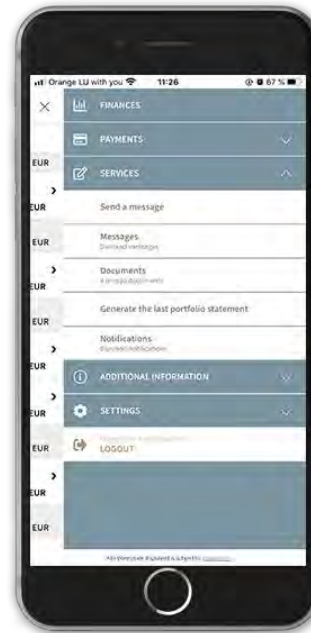 Orange LU with you 11:26 67 %
FINANCES
PAYMENTS
EUR
SERVICES
EUR
Send a message
EUR
Messages
Documents
EUR
Generate the last portfolio statement
EUR
Notifications
EUR
ADDITIONAL INFORMATION
EUR
SETTINGS
EUR
LOGOUT
EUR
EUR